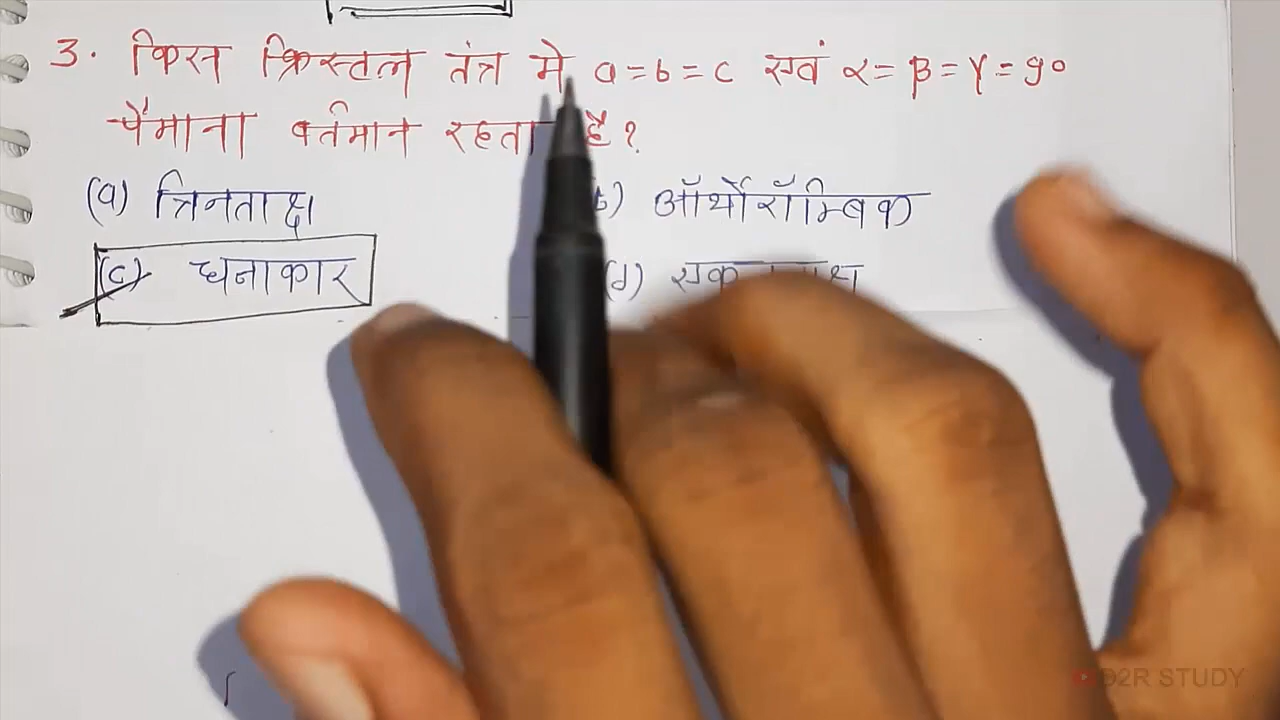 3. किस क्रिस्टल तंत्र मे a=b=c एवं α=β=γ=90
पैमाना वर्तमान रहता है?
(a) त्रिनताक्ष
b) ऑर्थोरॉम्बिक
(c) घनाकार
(d)
D2R STUDY